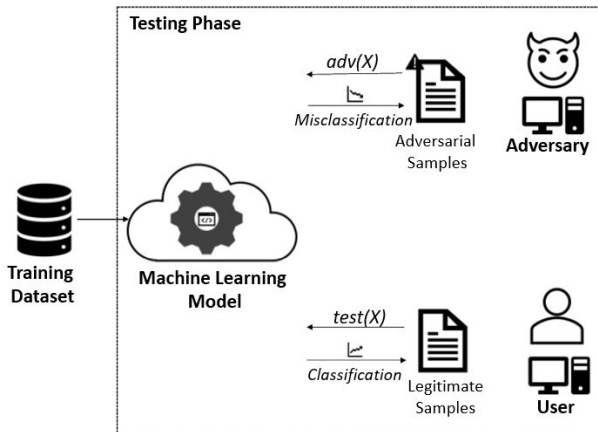 Testing Phase
adv(X)
Misclassification
Adversarial
Samples
Adversary
Training
Dataset
</>
Machine Learning
Model
test(X)
Classification
Legitimate
Samples
User